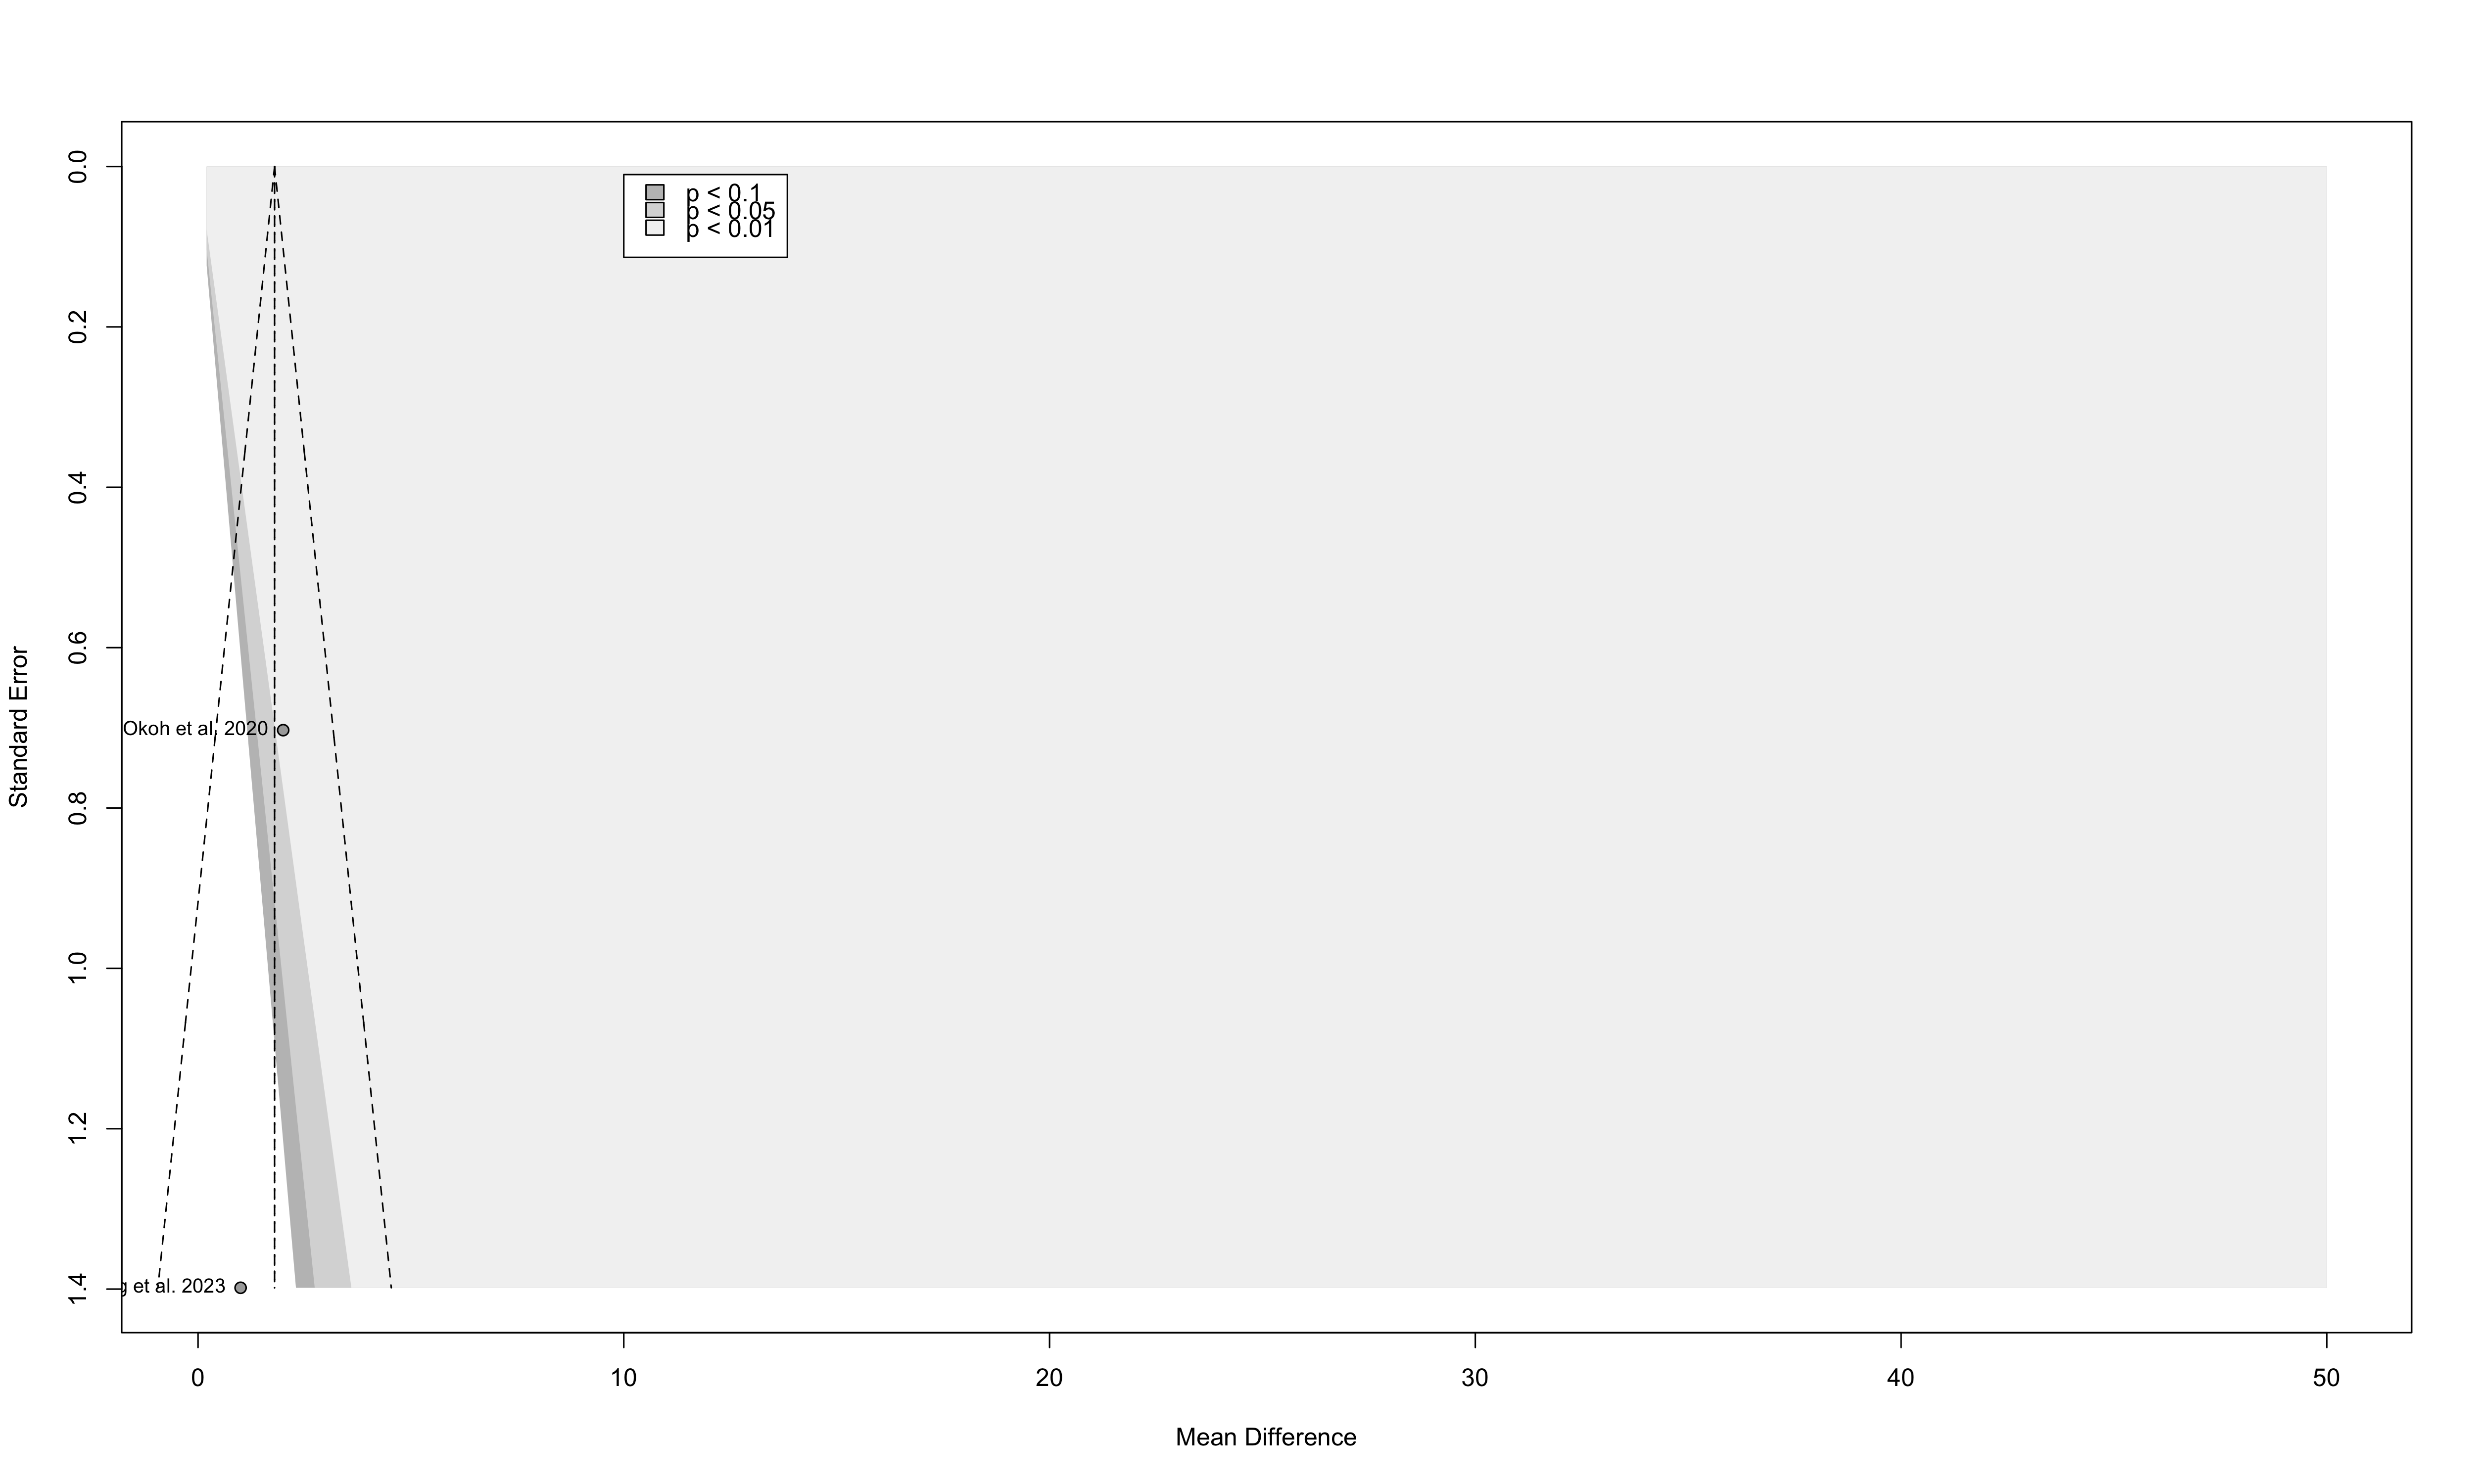 0.0
0.2
0.4
0.6
0.8
1.0
1.2
1.4
Standard Error
p < 0.1
p < 0.05
p < 0.01
Okoh et al. 2020
g et al. 2023
0
10
20
30
40
50
Mean Difference